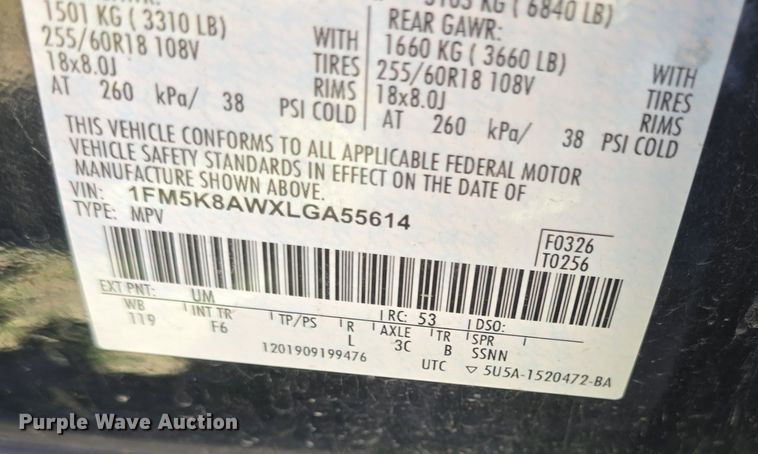 1501 KG ( 3310 LB)
255/60R18 108V WITH
18x8.0J TIRES
RIMS
AT 260 kPa/ 38 PSI COLD
KG ( 6840 LB)
REAR GAWR:
1660 KG ( 3660 LB) WITH
255/60R18 108V TIRES
18x8.0J RIMS
AT 260 kPa/ 38 PSI COLD
THIS VEHICLE CONFORMS TO ALL APPLICABLE FEDERAL MOTOR
VEHICLE SAFETY STANDARDS IN EFFECT ON THE DATE OF
MANUFACTURE SHOWN ABOVE.
VIN: 1FM5K8AWXLGA55614
TYPE: MPV
F0326
T0256
EXT PNT: UM RC: 53 DSO:
WB INT TR TP/PS R AXLE TR SPR
119 F6 L 3C B SSNN
1201909199476 UTC ▽ 5U5A-1520472-BA
Purple Wave Auction